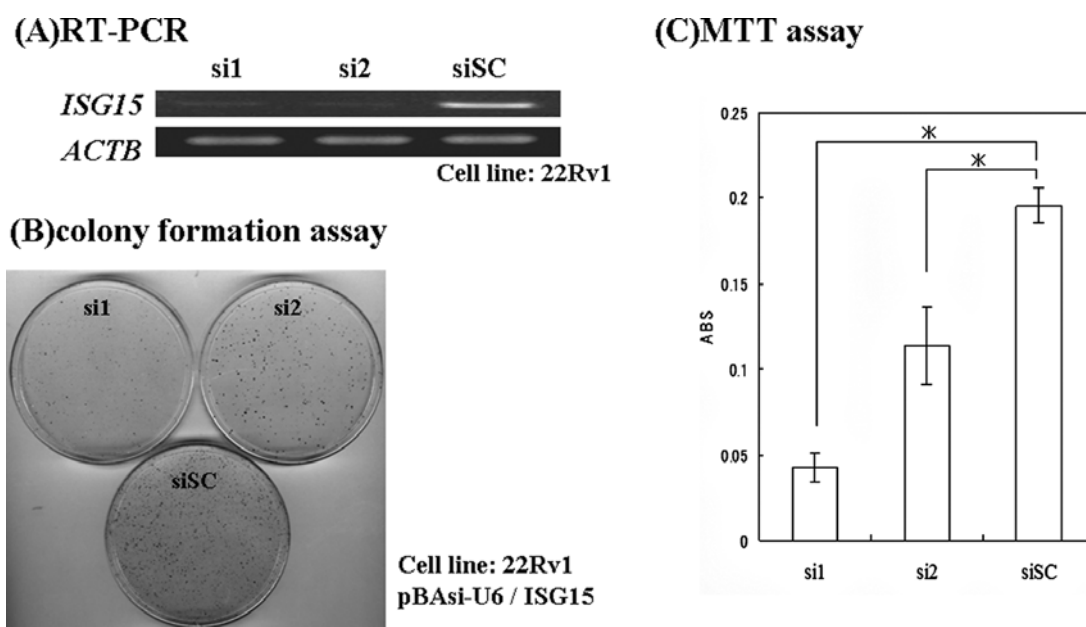 (A)RT-PCR
si1 si2 siSC
ISG15
ACTB
Cell line: 22Rv1
(B)colony formation assay
si1 si2
siSC
Cell line: 22Rv1
pBAsi-U6 / ISG15
(C)MTT assay
0.25
0.2
0.15
0.1
0.05
0
ABS
* 
*
si1 si2 siSC